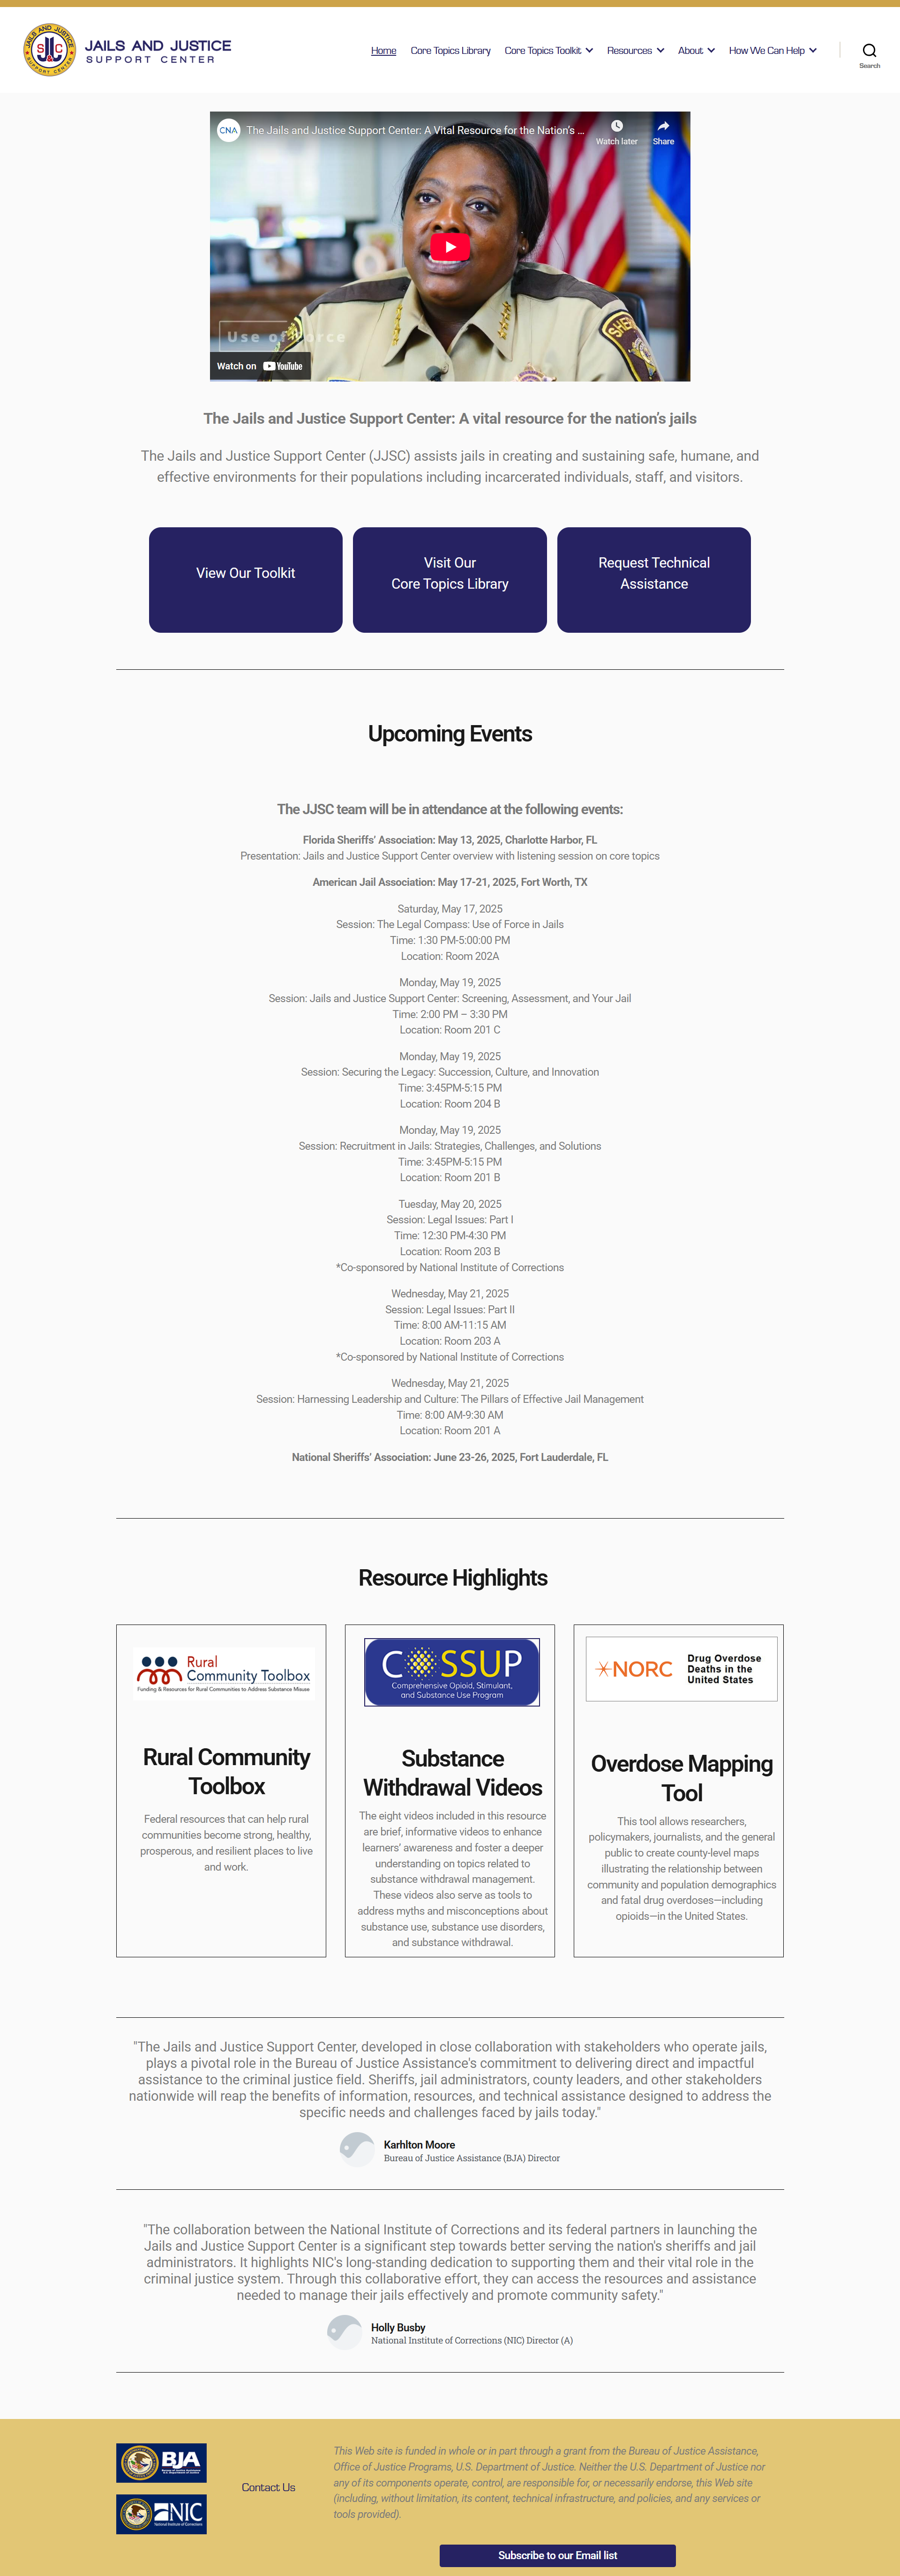 JAILS AND JUSTICE
SUPPORT CENTER
Home
Core Topics Library
Core Topics Toolkit
Resources
About
How We Can Help
Search
CNA
The Jails and Justice Support Center: A Vital Resource for the Nation's ...
Watch later
Share
Use of Force
Watch on YouTube
The Jails and Justice Support Center: A vital resource for the nation's jails
The Jails and Justice Support Center (JJSC) assists jails in creating and sustaining safe, humane, and
effective environments for their populations including incarcerated individuals, staff, and visitors.
View Our Toolkit
Visit Our
Core Topics Library
Request Technical
Assistance
Upcoming Events
The JJSC team will be in attendance at the following events:
Florida Sheriffs' Association: May 13, 2025, Charlotte Harbor, FL
Presentation: Jails and Justice Support Center overview with listening session on core topics
American Jail Association: May 17-21, 2025, Fort Worth, TX
Saturday, May 17, 2025
Session: The Legal Compass: Use of Force in Jails
Time: 1:30 PM-5:00:00 PM
Location: Room 202A
Monday, May 19, 2025
Session: Jails and Justice Support Center: Screening, Assessment, and Your Jail
Time: 2:00 PM – 3:30 PM
Location: Room 201 C
Monday, May 19, 2025
Session: Securing the Legacy: Succession, Culture, and Innovation
Time: 3:45PM-5:15 PM
Location: Room 204 B
Monday, May 19, 2025
Session: Recruitment in Jails: Strategies, Challenges, and Solutions
Time: 3:45PM-5:15 PM
Location: Room 201 B
Tuesday, May 20, 2025
Session: Legal Issues: Part I
Time: 12:30 PM-4:30 PM
Location: Room 203 B
*Co-sponsored by National Institute of Corrections
Wednesday, May 21, 2025
Session: Legal Issues: Part II
Time: 8:00 AM-11:15 AM
Location: Room 203 A
*Co-sponsored by National Institute of Corrections
Wednesday, May 21, 2025
Session: Harnessing Leadership and Culture: The Pillars of Effective Jail Management
Time: 8:00 AM-9:30 AM
Location: Room 201 A
National Sheriffs' Association: June 23-26, 2025, Fort Lauderdale, FL
Resource Highlights
Rural
Community Toolbox
Funding & Resources for Rural Communities to Address Substance Misuse
Rural Community
Toolbox
Federal resources that can help rural
communities become strong, healthy,
prosperous, and resilient places to live
and work.
COSSUP
Comprehensive Opioid, Stimulant,
and Substance Use Program
Substance
Withdrawal Videos
The eight videos included in this resource
are brief, informative videos to enhance
learners' awareness and foster a deeper
understanding on topics related to
substance withdrawal management.
These videos also serve as tools to
address myths and misconceptions about
substance use, substance use disorders,
and substance withdrawal.
NORC
Drug Overdose
Deaths in the
United States
Overdose Mapping
Tool
This tool allows researchers,
policymakers, journalists, and the general
public to create county-level maps
illustrating the relationship between
community and population demographics
and fatal drug overdoses—including
opioids—in the United States.
"The Jails and Justice Support Center, developed in close collaboration with stakeholders who operate jails,
plays a pivotal role in the Bureau of Justice Assistance's commitment to delivering direct and impactful
assistance to the criminal justice field. Sheriffs, jail administrators, county leaders, and other stakeholders
nationwide will reap the benefits of information, resources, and technical assistance designed to address the
specific needs and challenges faced by jails today."
Karhlton Moore
Bureau of Justice Assistance (BJA) Director
"The collaboration between the National Institute of Corrections and its federal partners in launching the
Jails and Justice Support Center is a significant step towards better serving the nation's sheriffs and jail
administrators. It highlights NIC's long-standing dedication to supporting them and their vital role in the
criminal justice system. Through this collaborative effort, they can access the resources and assistance
needed to manage their jails effectively and promote community safety."
Holly Busby
National Institute of Corrections (NIC) Director (A)
BJA
NIC
National Institute of Corrections
Contact Us
This Web site is funded in whole or in part through a grant from the Bureau of Justice Assistance,
Office of Justice Programs, U.S. Department of Justice. Neither the U.S. Department of Justice nor
any of its components operate, control, are responsible for, or necessarily endorse, this Web site
(including, without limitation, its content, technical infrastructure, and policies, and any services or
tools provided).
Subscribe to our Email list